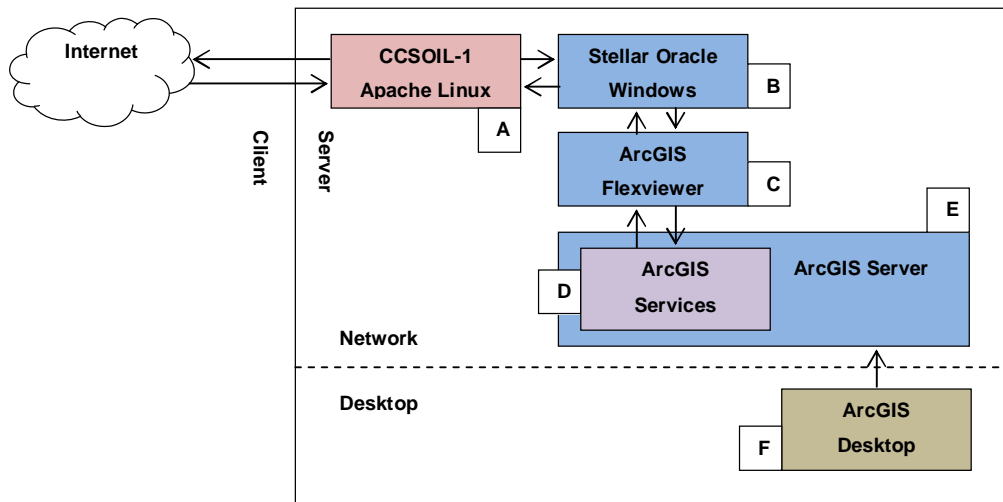 Internet
CCSOIL-1
Apache Linux
A
Stellar Oracle
Windows
B
Client
Server
ArcGIS
Flexviewer
C
E
ArcGIS Server
D
ArcGIS
Services
Network
Desktop
ArcGIS
Desktop
F